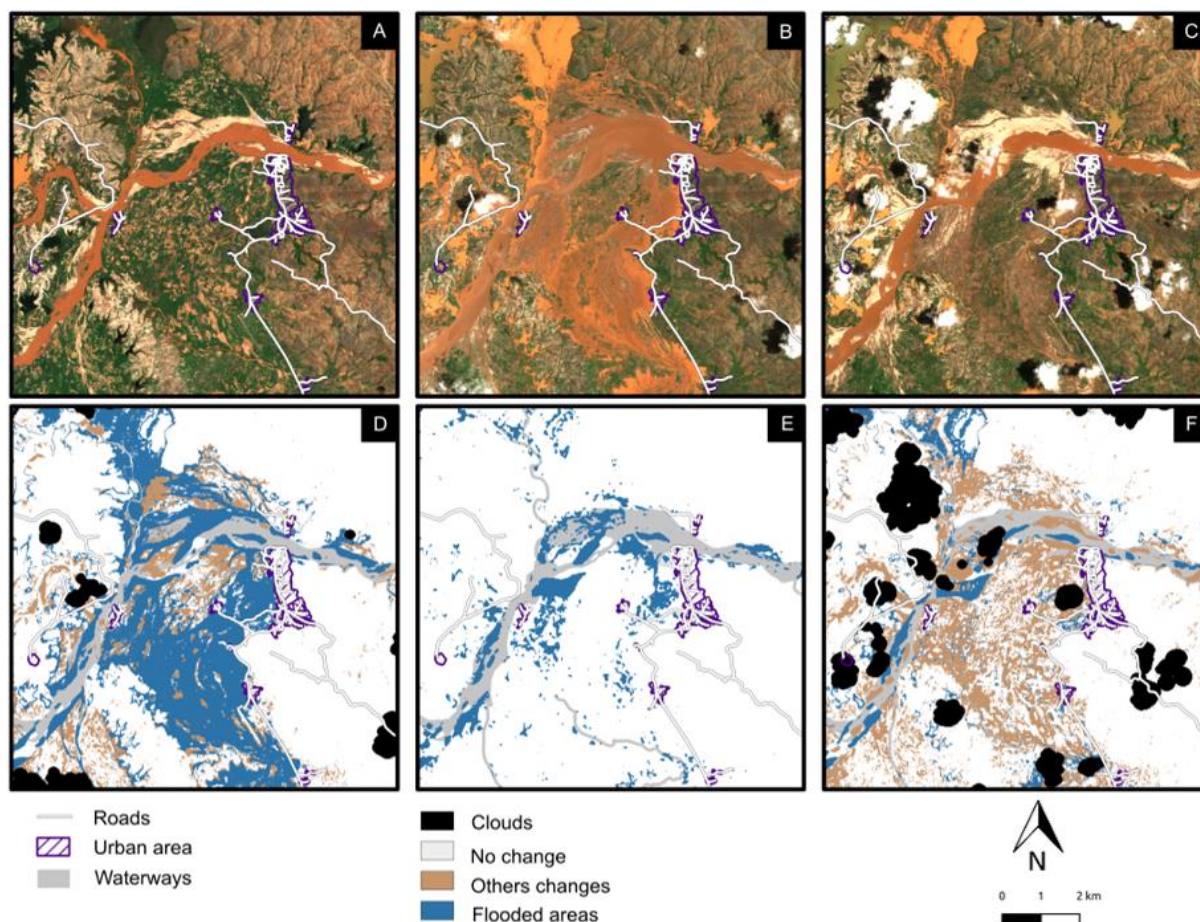 A
B
C
D
E
F
Roads
Urban area
Waterways
Clouds
No change
Others changes
Flooded areas
N
0 1 2 km